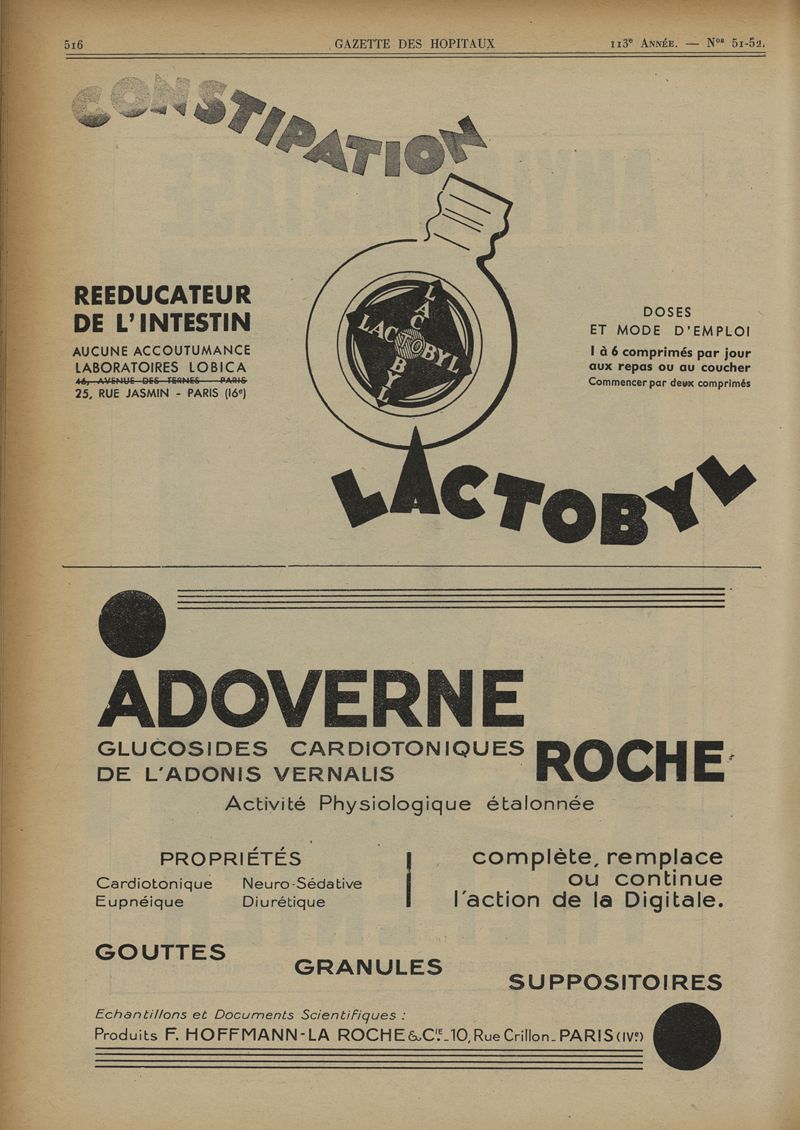 516
GAZETTE DES HOPITAUX
113e ANNÉE. — Nos 51-52.
CONSTIPATION
REEDUCATEUR
DE L'INTESTIN
AUCUNE ACCOUTUMANCE
LABORATOIRES LOBICA
46, AVENUE DES TERNES - PARIS
25, RUE JASMIN - PARIS (16e)
LACTOBYL
LACTOBYL
DOSES
ET MODE D'EMPLOI
1 à 6 comprimés par jour
aux repas ou au coucher
Commencer par deux comprimés
LACTOBYL
ADOVERNE
GLUCOSIDES CARDIOTONIQUES
DE L'ADONIS VERNALIS
ROCHE
Activité Physiologique étalonnée
PROPRIÉTÉS
Cardiotonique Neuro-Sédative
Eupnéique Diurétique
complète, remplace
ou continue
l'action de la Digitale.
GOUTTES
GRANULES
SUPPOSITOIRES
Echantillons et Documents Scientifiques :
Produits F. HOFFMANN-LA ROCHE & CIE. _10, Rue Crillon_ PARIS (IVe)